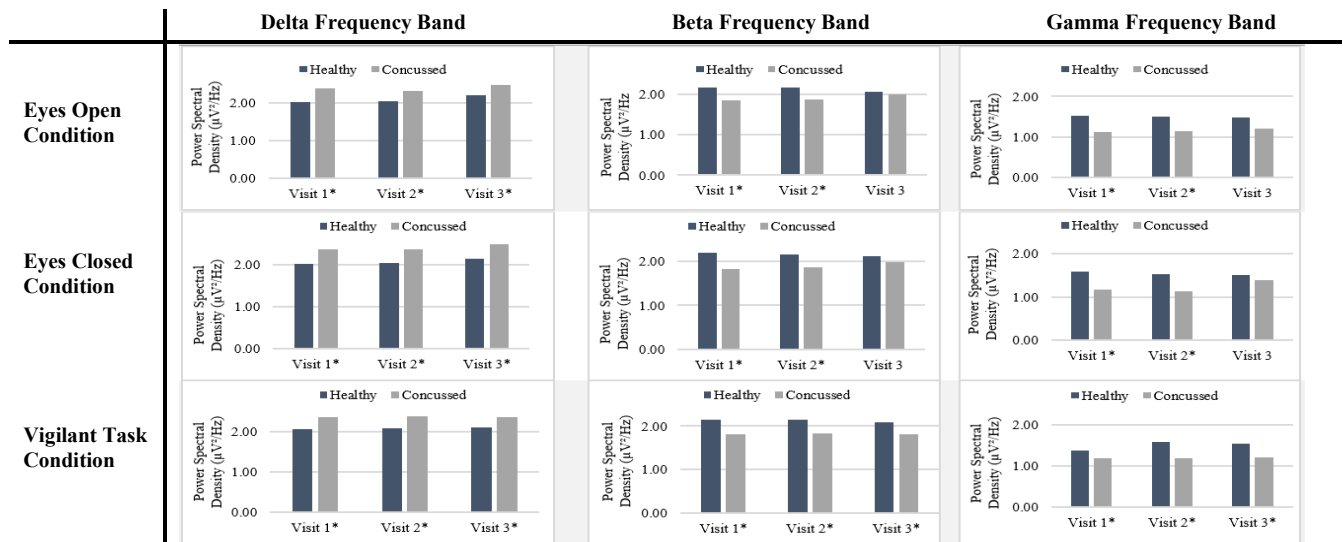 Delta Frequency Band Beta Frequency Band Gamma Frequency Band
Eyes Open
Condition
Healthy Concussed
Power Spectral
Density (µV²/Hz)
2.00
1.00
0.00
Visit 1* Visit 2* Visit 3*
Healthy Concussed
Power Spectral
Density (µV²/Hz
2.00
1.00
0.00
Visit 1* Visit 2* Visit 3
Healthy Concussed
Power Spectral
Density (µV²/Hz)
2.00
1.00
0.00
Visit 1* Visit 2* Visit 3*
Eyes Closed
Condition
Healthy Concussed
Power Spectral
Density (µV²/Hz)
2.00
1.00
0.00
Visit 1* Visit 2* Visit 3*
Healthy Concussed
Power Spectral
Density (µV²/Hz)
2.00
1.00
0.00
Visit 1* Visit 2* Visit 3
Healthy Concussed
Power Spectral
Density (µV²/Hz)
2.00
1.00
0.00
Visit 1* Visit 2* Visit 3
Vigilant Task
Condition
Healthy Concussed
Power Spectral
Density (µV²/Hz)
2.00
1.00
0.00
Visit 1* Visit 2* Visit 3*
Healthy Concussed
Power Spectral
Density (µV²/Hz)
2.00
1.00
0.00
Visit 1* Visit 2* Visit 3*
Healthy Concussed
Power Spectral
Density (µV²/Hz)
2.00
1.00
0.00
Visit 1* Visit 2* Visit 3*